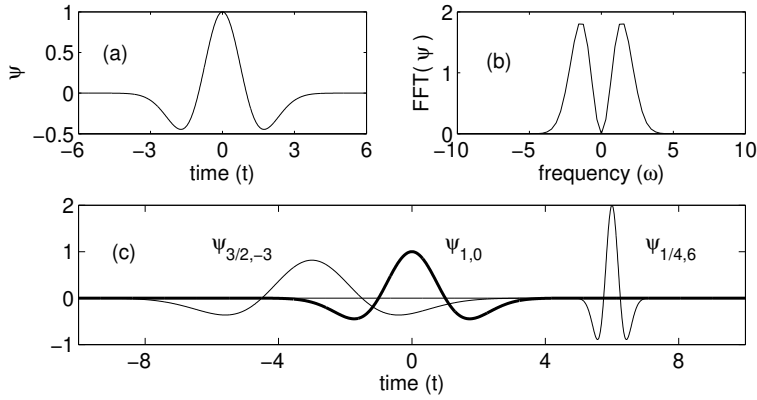 1
0.5
0
−0.5
ψ
(a)
−6 −3 0 3 6
time (t)
2
1
0
FFT( ψ )
(b)
−10 −5 0 5 10
frequency (ω)
2
1
0
−1
(c)
ψ3/2,−3
ψ1,0
ψ1/4,6
−8 −4 0 4 8
time (t)